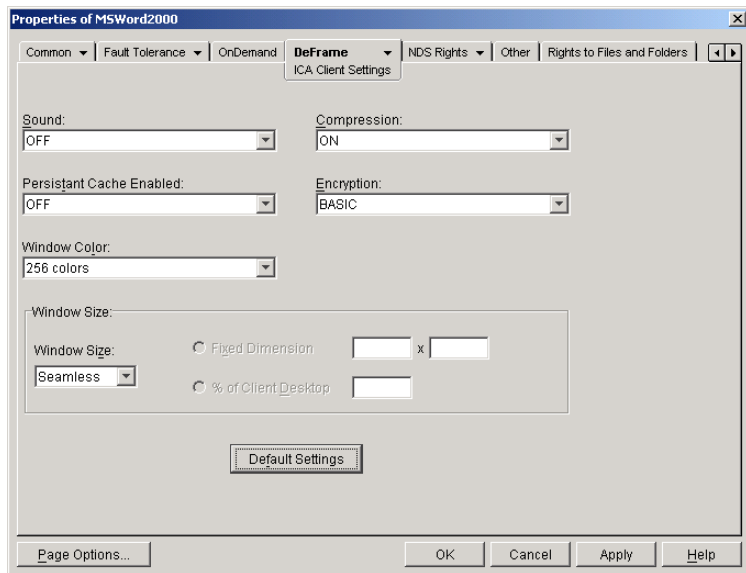 Properties of MSWord2000
Common Fault Tolerance OnDemand DeFrame NDS Rights Other Rights to Files and Folders
ICA Client Settings
Sound: Compression:
OFF ON
Persistant Cache Enabled: Encryption:
OFF BASIC
Window Color:
256 colors
Window Size:
Window Size: Fixed Dimension x
Seamless
% of Client Desktop
Default Settings
Page Options... OK Cancel Apply Help